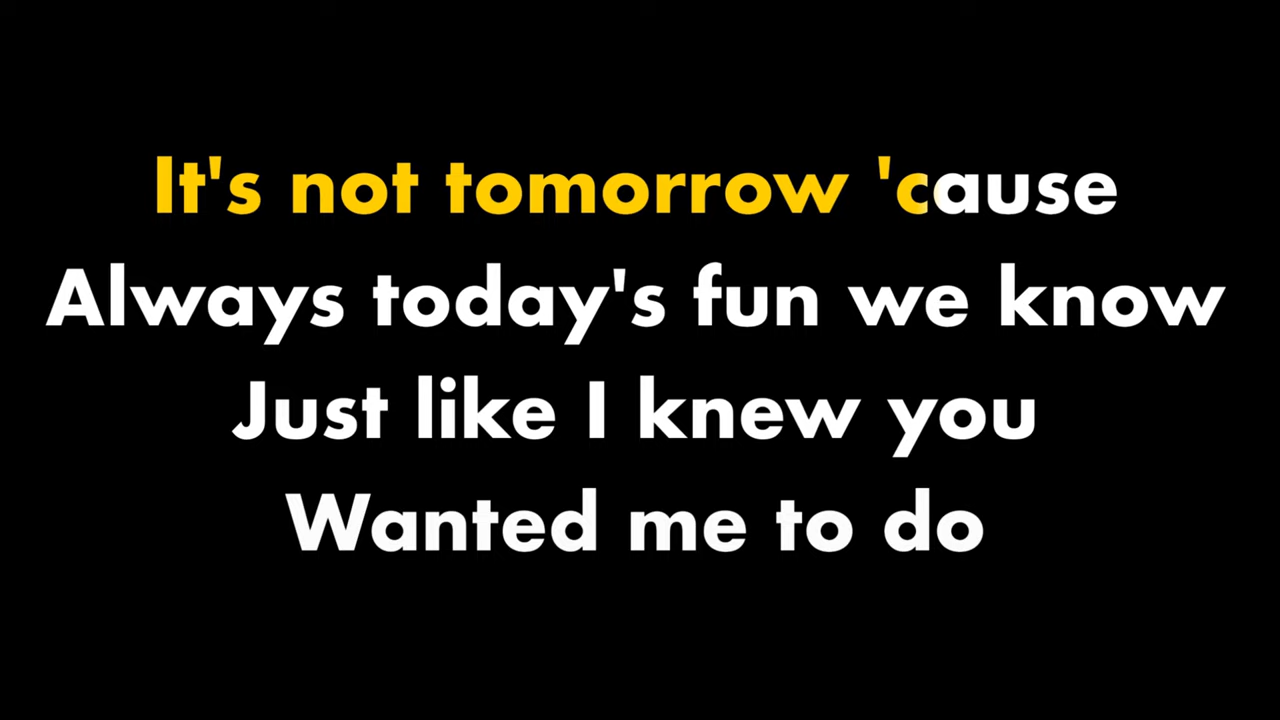 It's not tomorrow 'cause
Always today's fun we know
Just like I knew you
Wanted me to do